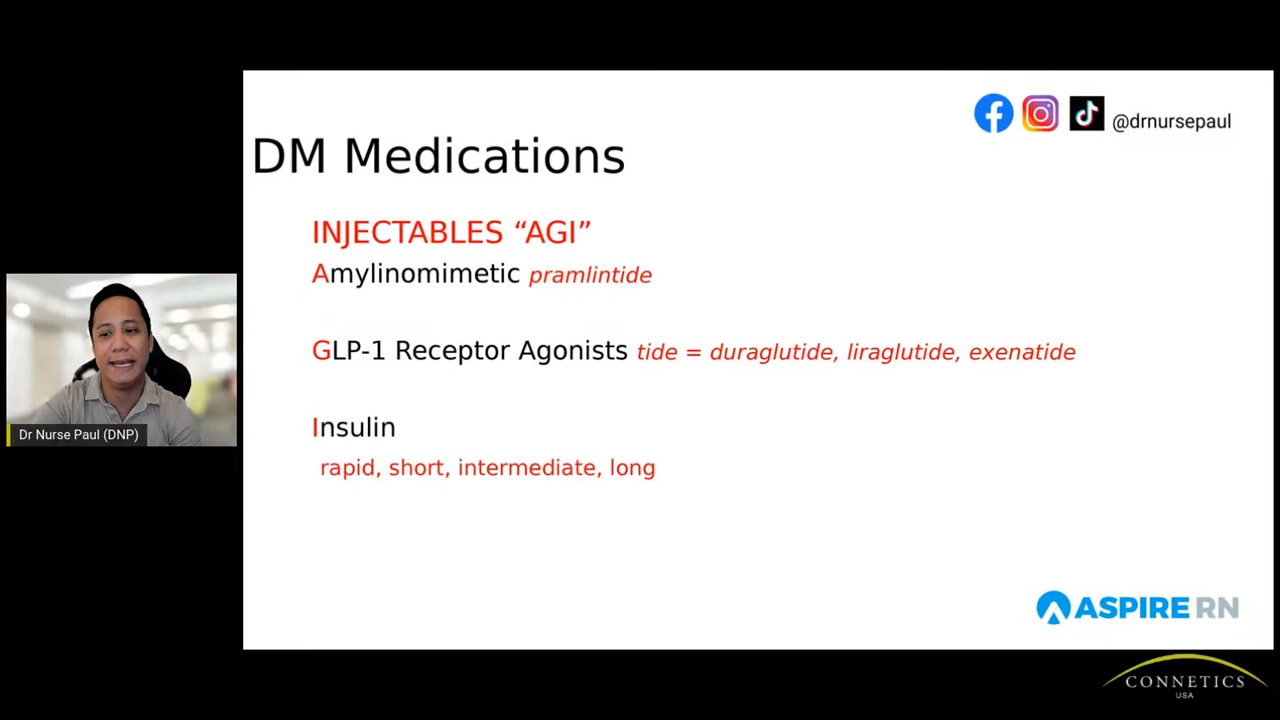 @drnursepaul
DM Medications
INJECTABLES “AGI”
Amylinomimetic pramlintide
GLP-1 Receptor Agonists tide = duraglutide, liraglutide, exenatide
Insulin
rapid, short, intermediate, long
Dr Nurse Paul (DNP)
ASPIRE RN
CONNETICS
USA